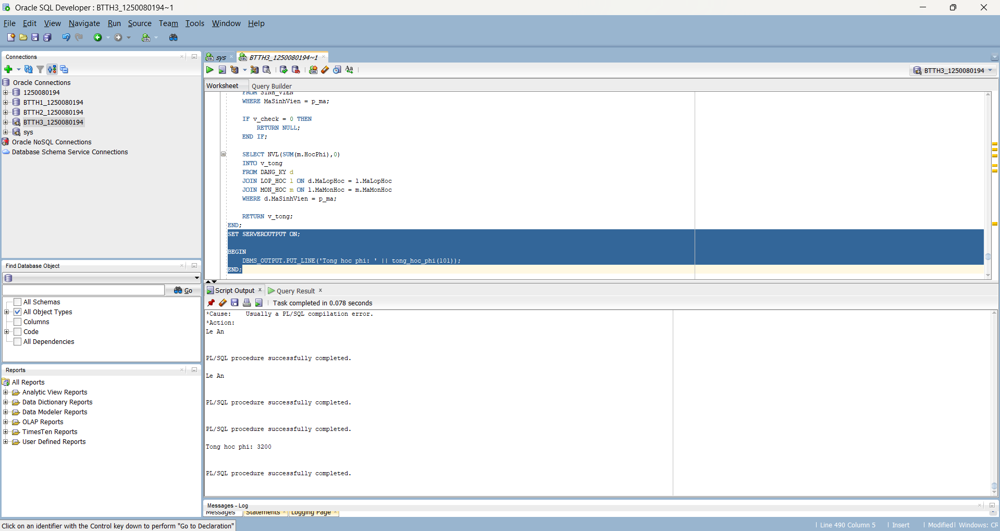 Oracle SQL Developer : BTTH3_1250080194~1
File Edit View Navigate Run Source Team Tools Window Help
Connections
Oracle Connections
1250080194
BTTH1_1250080194
BTTH2_1250080194
BTTH3_1250080194
sys
Oracle NoSQL Connections
Database Schema Service Connections
Find Database Object
Go
All Schemas
All Object Types
Columns
Code
All Dependencies
Reports
All Reports
Analytic View Reports
Data Dictionary Reports
Data Modeler Reports
OLAP Reports
TimesTen Reports
User Defined Reports
sys BTTH3_1250080194~1
BTTH3_1250080194
Worksheet Query Builder
FROM SINH_VIEN
WHERE MaSinhVien = p_ma;
IF v_check = 0 THEN
RETURN NULL;
END IF;
SELECT NVL(SUM(m.HocPhi),0)
INTO v_tong
FROM DANG_KY d
JOIN LOP_HOC l ON d.MaLopHoc = l.MaLopHoc
JOIN MON_HOC m ON l.MaMonHoc = m.MaMonHoc
WHERE d.MaSinhVien = p_ma;
RETURN v_tong;
END;
SET SERVEROUTPUT ON;
BEGIN
DBMS_OUTPUT.PUT_LINE('Tong hoc phi: ' || tong_hoc_phi(101));
END;
Script Output Query Result
Task completed in 0.078 seconds
*Cause: Usually a PL/SQL compilation error.
*Action:
Le An
PL/SQL procedure successfully completed.
Le An
PL/SQL procedure successfully completed.
PL/SQL procedure successfully completed.
Tong hoc phi: 3200
PL/SQL procedure successfully completed.
Messages - Log
Messages Statements Logging Page
Click on an identifier with the Control key down to perform "Go to Declaration"
Line 490 Column 5 Insert Modified Windows: CR